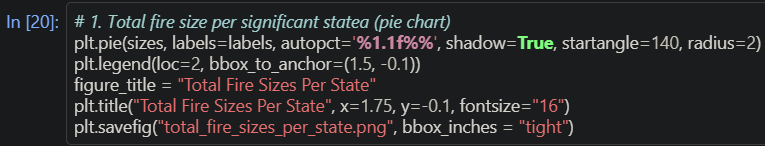 In [20]:
# 1. Total fire size per significant statea (pie chart)
plt.pie(sizes, labels=labels, autopct='%1.1f%%', shadow=True, startangle=140, radius=2)
plt.legend(loc=2, bbox_to_anchor=(1.5, -0.1))
figure_title = "Total Fire Sizes Per State"
plt.title("Total Fire Sizes Per State", x=1.75, y=-0.1, fontsize="16")
plt.savefig("total_fire_sizes_per_state.png", bbox_inches = "tight")